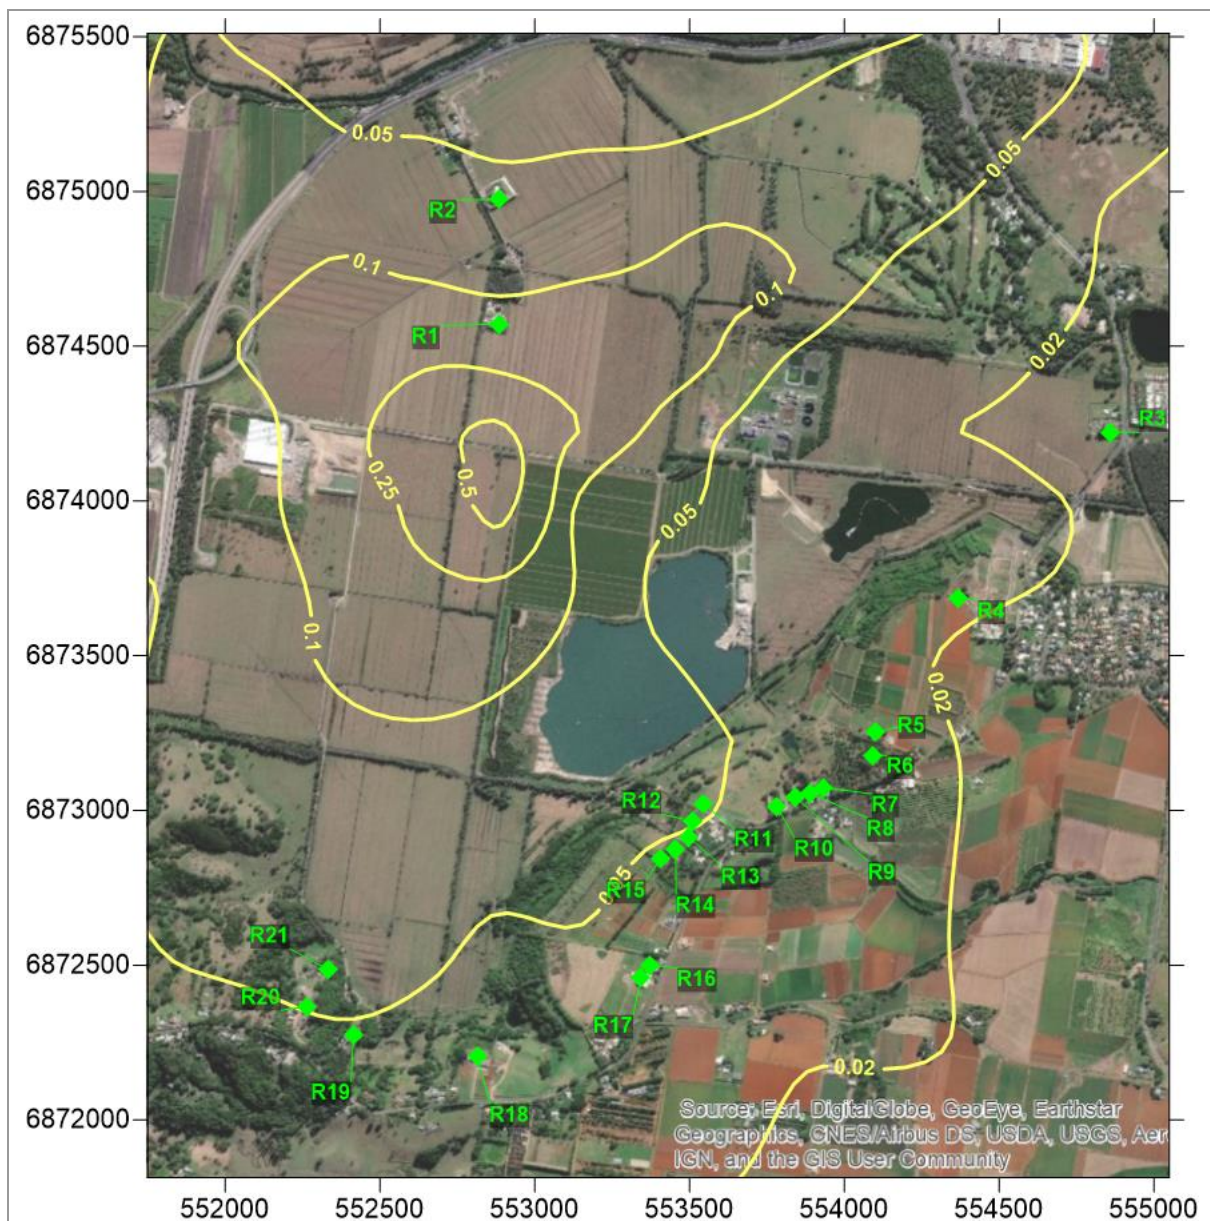 6875500
0.05
0.05
6875000
R2
0.1
0.1
R1
6874500
0.02
R3
0.25
0.5
6874000
0.05
R4
0.1
6873500
0.02
R5
R6
6873000
R12
R7
R11
R8
R10
R9
R13
R15
0.05
R14
R21
6872500
R16
R20
R17
0.02
R19
R18
6872000
Source: Esri, DigitalGlobe, GeoEye, Earthstar
Geographics, CNES/Airbus DS, USDA, USGS, Aer
IGN, and the GIS User Community
552000 552500 553000 553500 554000 554500 555000